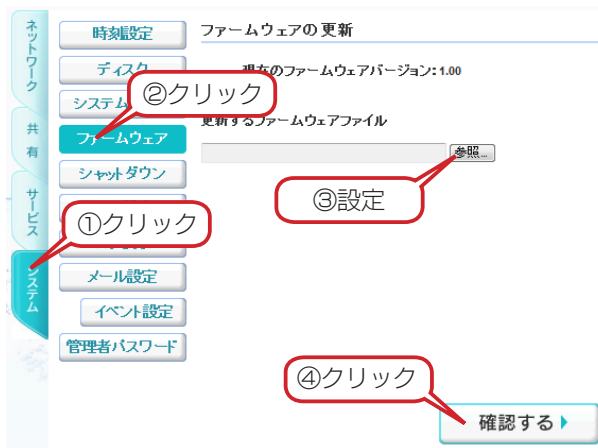 ネットワーク
共有
サービス
システム
時刻設定
ディスク
システム
ファームウェア
シャットダウン
メール設定
イベント設定
管理者パスワード
ファームウェアの更新
現在のファームウェアバージョン: 1.00
更新するファームウェアファイル
参照...
①クリック
②クリック
③設定
④クリック
確認する